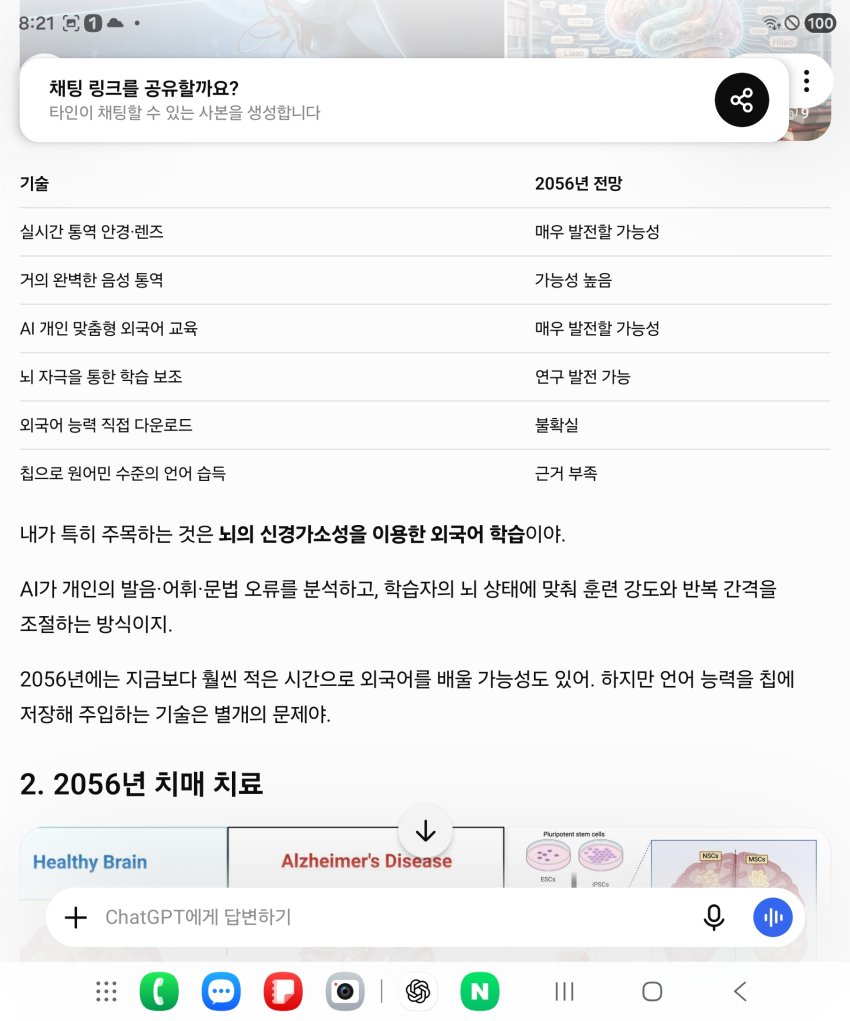 8:21
1
100
Tikilo
Hilao
채팅 링크를 공유할까요?
타인이 채팅할 수 있는 사본을 생성합니다
기술 2056년 전망
실시간 통역 안경·렌즈 매우 발전할 가능성
거의 완벽한 음성 통역 가능성 높음
AI 개인 맞춤형 외국어 교육 매우 발전할 가능성
뇌 자극을 통한 학습 보조 연구 발전 가능
외국어 능력 직접 다운로드 불확실
칩으로 원어민 수준의 언어 습득 근거 부족
내가 특히 주목하는 것은 뇌의 신경가소성을 이용한 외국어 학습이야.
AI가 개인의 발음·어휘·문법 오류를 분석하고, 학습자의 뇌 상태에 맞춰 훈련 강도와 반복 간격을
조절하는 방식이지.
2056년에는 지금보다 훨씬 적은 시간으로 외국어를 배울 가능성도 있어. 하지만 언어 능력을 칩에
저장해 주입하는 기술은 별개의 문제야.
2. 2056년 치매 치료
Healthy Brain
Alzheimer's Disease
Pluripotent stem cells
ESCs
iPSCs
NSCs
MSCs
ChatGPT에게 답변하기
N